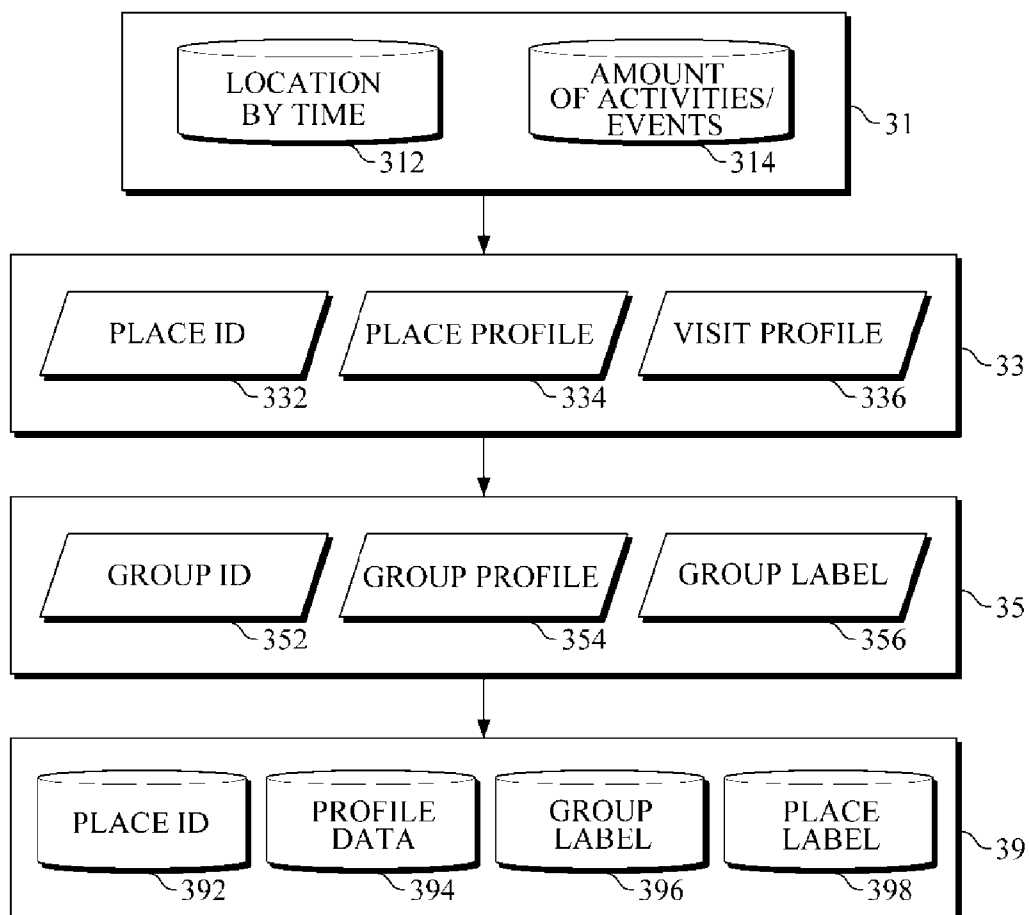 LOCATION
BY TIME
312
AMOUNT
OF ACTIVITIES/
EVENTS
314
31
PLACE ID
332
PLACE PROFILE
334
VISIT PROFILE
336
33
GROUP ID
352
GROUP PROFILE
354
GROUP LABEL
356
35
PLACE ID
392
PROFILE
DATA
394
GROUP
LABEL
396
PLACE
LABEL
398
39